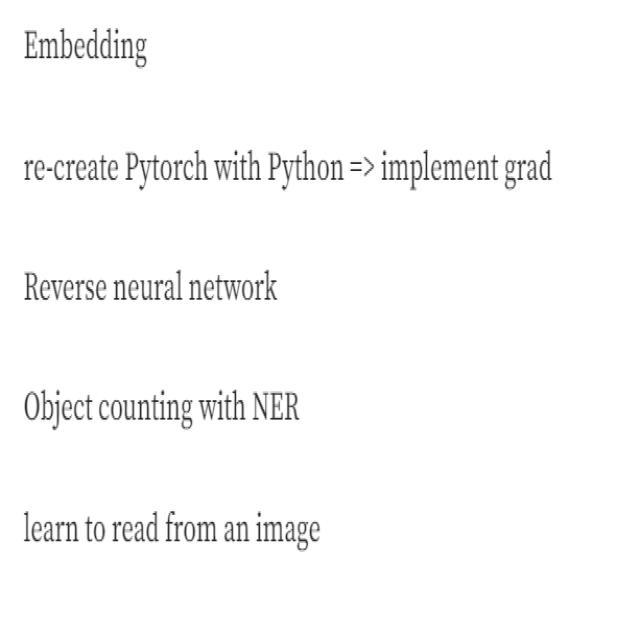 Embedding
re-create Pytorch with Python => implement grad
Reverse neural network
Object counting with NER
learn to read from an image